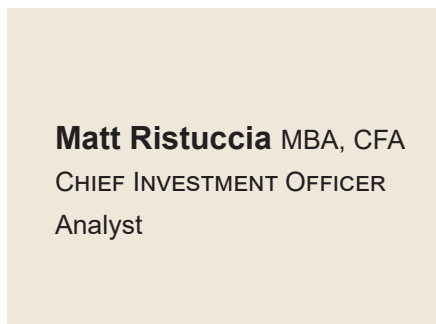 Matt Ristuccia MBA, CFA
Chief Investment Officer
Analyst